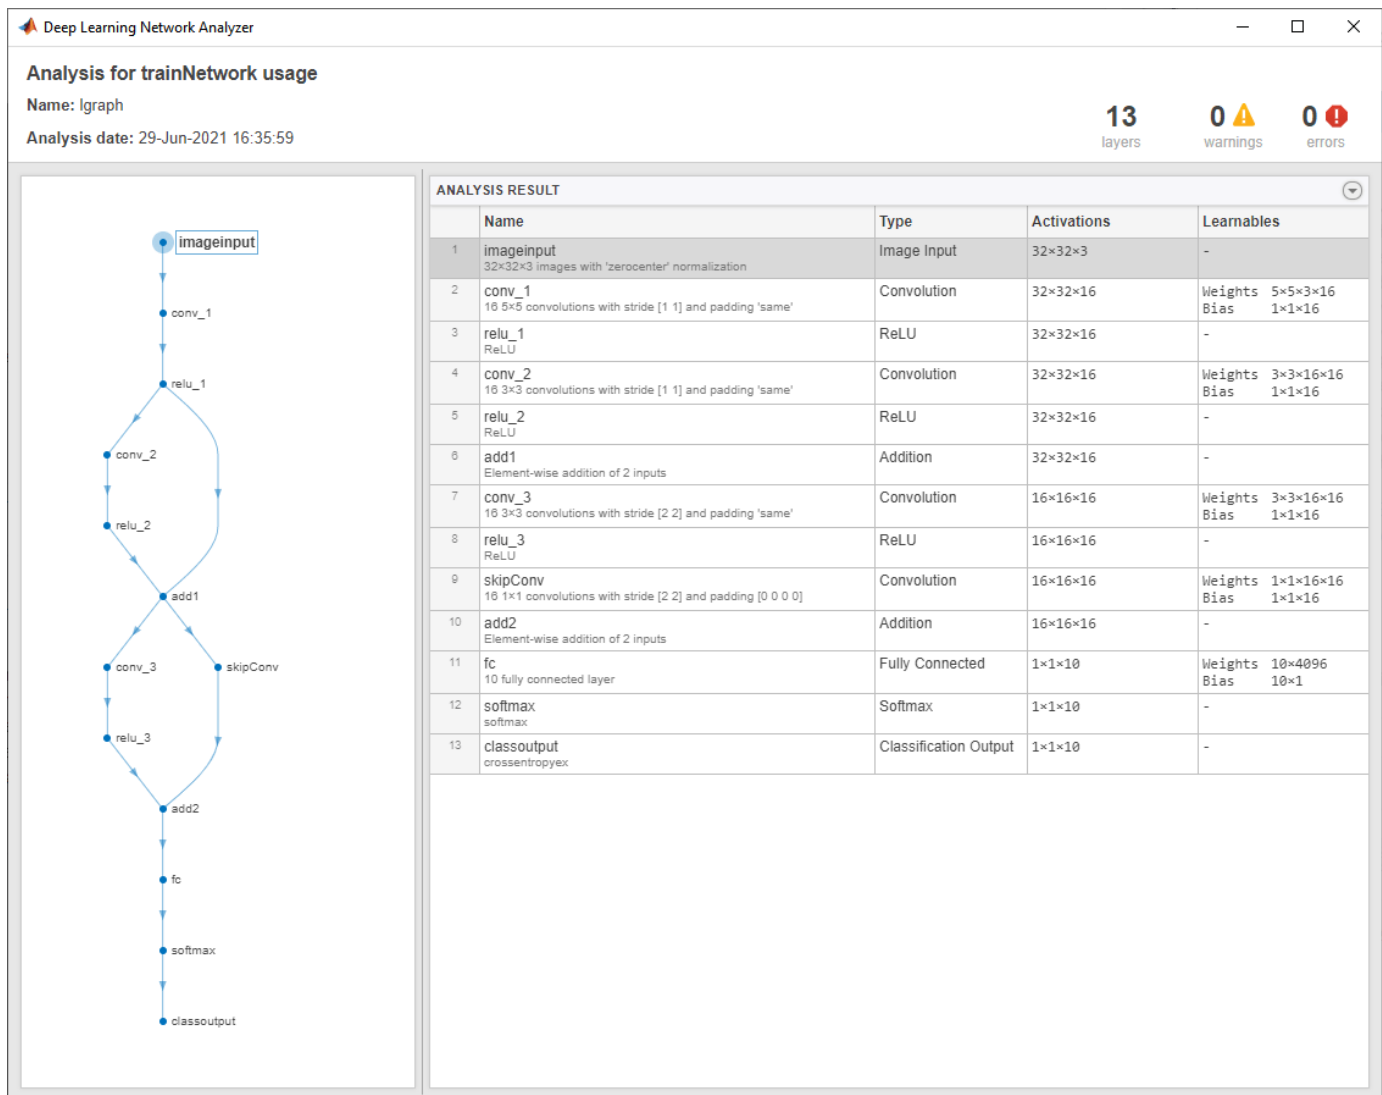 Deep Learning Network Analyzer
Analysis for trainNetwork usage
Name: lgraph
Analysis date: 29-Jun-2021 16:35:59
13
layers
0
warnings
0
errors
imageinput
conv_1
relu_1
conv_2
relu_2
add1
conv_3
skipConv
relu_3
add2
fc
softmax
classoutput
ANALYSIS RESULT
Name Type Activations Learnables
1 imageinput Image Input 32×32×3 -
32×32×3 images with 'zerocenter' normalization
2 conv_1 Convolution 32×32×16 Weights 5×5×3×16
16 5×5 convolutions with stride [1 1] and padding 'same' Bias 1×1×16
3 relu_1 ReLU 32×32×16 -
ReLU
4 conv_2 Convolution 32×32×16 Weights 3×3×16×16
16 3×3 convolutions with stride [1 1] and padding 'same' Bias 1×1×16
5 relu_2 ReLU 32×32×16 -
ReLU
6 add1 Addition 32×32×16 -
Element-wise addition of 2 inputs
7 conv_3 Convolution 16×16×16 Weights 3×3×16×16
16 3×3 convolutions with stride [2 2] and padding 'same' Bias 1×1×16
8 relu_3 ReLU 16×16×16 -
ReLU
9 skipConv Convolution 16×16×16 Weights 1×1×16×16
16 1×1 convolutions with stride [2 2] and padding [0 0 0 0] Bias 1×1×16
10 add2 Addition 16×16×16 -
Element-wise addition of 2 inputs
11 fc Fully Connected 1×1×10 Weights 10×4096
10 fully connected layer Bias 10×1
12 softmax Softmax 1×1×10 -
softmax
13 classoutput Classification Output 1×1×10 -
crossentropyex